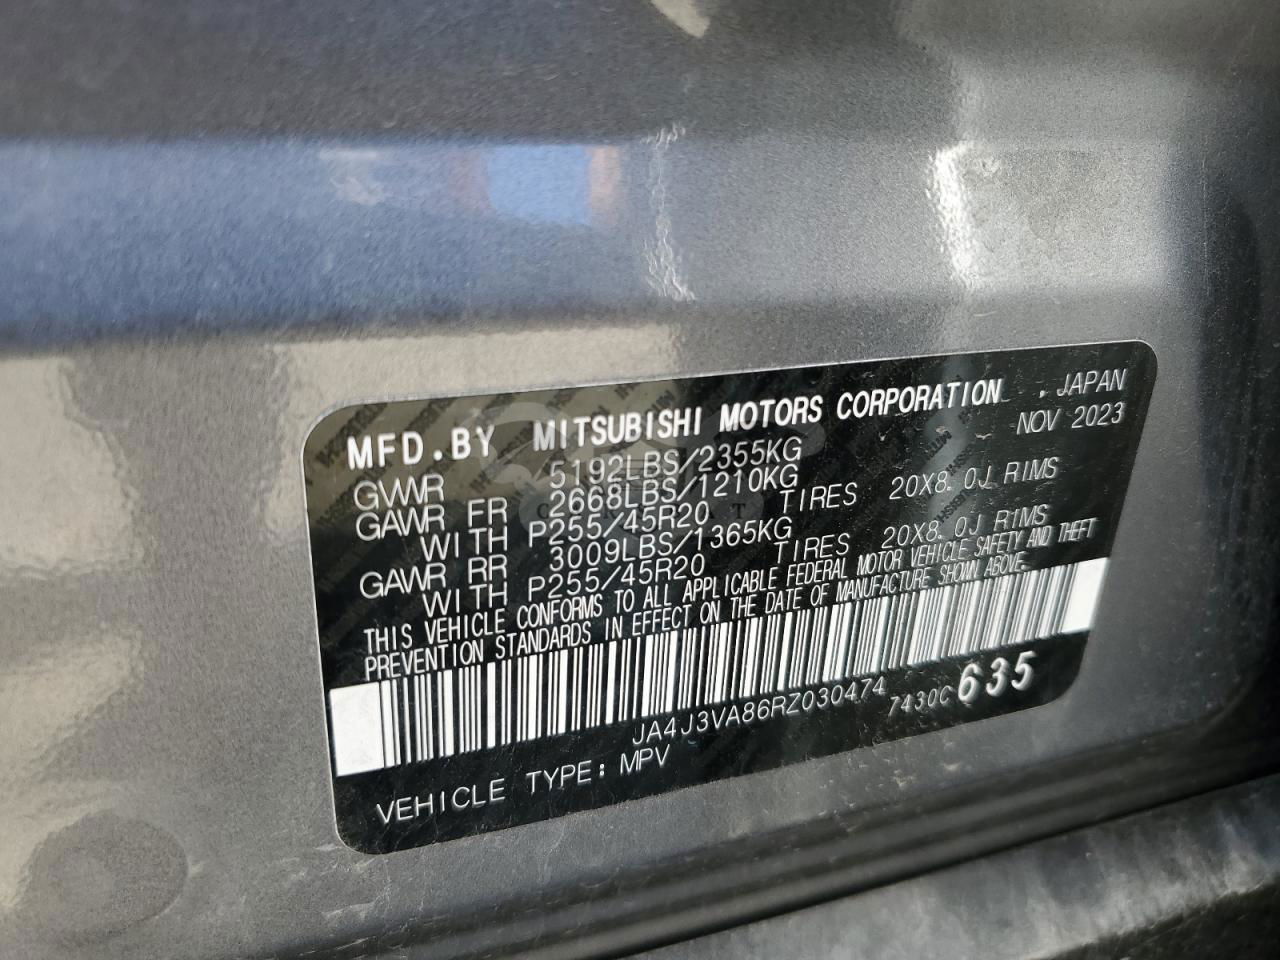 MFD.BY MITSUBISHI MOTORS CORPORATION , JAPAN
NOV 2023
GVWR 5192LBS/2355KG
GAWR FR 2668LBS/1210KG
WITH P255/45R20 TIRES 20X8.0J RIMS
GAWR RR 3009LBS/1365KG
WITH P255/45R20 TIRES 20X8.0J RIMS
THIS VEHICLE CONFORMS TO ALL APPLICABLE FEDERAL MOTOR VEHICLE SAFETY AND THEFT
PREVENTION STANDARDS IN EFFECT ON THE DATE OF MANUFACTURE SHOWN ABOVE.
JA4J3VA86RZ030474
7430C 635
VEHICLE TYPE: MPV